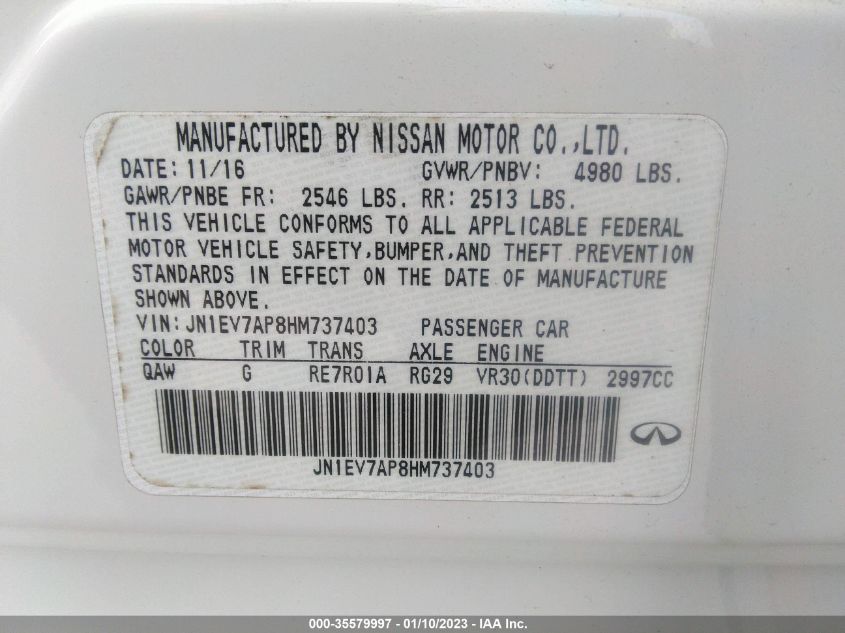 MANUFACTURED BY NISSAN MOTOR CO.,LTD.
DATE: 11/16 GVWR/PNBV: 4980 LBS.
GAWR/PNBE FR: 2546 LBS. RR: 2513 LBS.
THIS VEHICLE CONFORMS TO ALL APPLICABLE FEDERAL
MOTOR VEHICLE SAFETY,BUMPER,AND THEFT PREVENTION
STANDARDS IN EFFECT ON THE DATE OF MANUFACTURE
SHOWN ABOVE.
VIN:JN1EV7AP8HM737403 PASSENGER CAR
COLOR TRIM TRANS AXLE ENGINE
QAW G RE7R01A RG29 VR30(DDTT) 2997CC
JN1EV7AP8HM737403
000-35579997 - 01/10/2023 - IAA Inc.